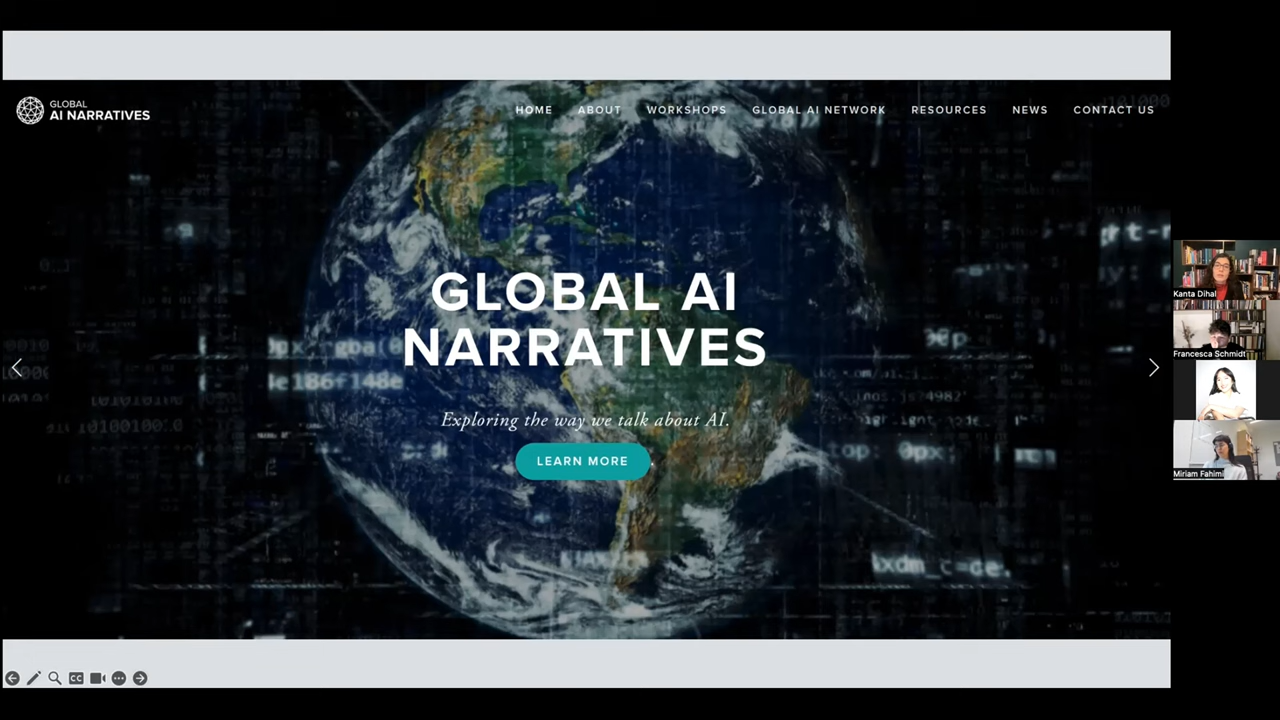 GLOBAL
AI NARRATIVES
HOME ABOUT WORKSHOPS GLOBAL AI NETWORK RESOURCES NEWS CONTACT US
GLOBAL AI
NARRATIVES
Exploring the way we talk about AI.
LEARN MORE
Kanta Dihal
Francesca Schmidt
Miriam Fahimi
CC